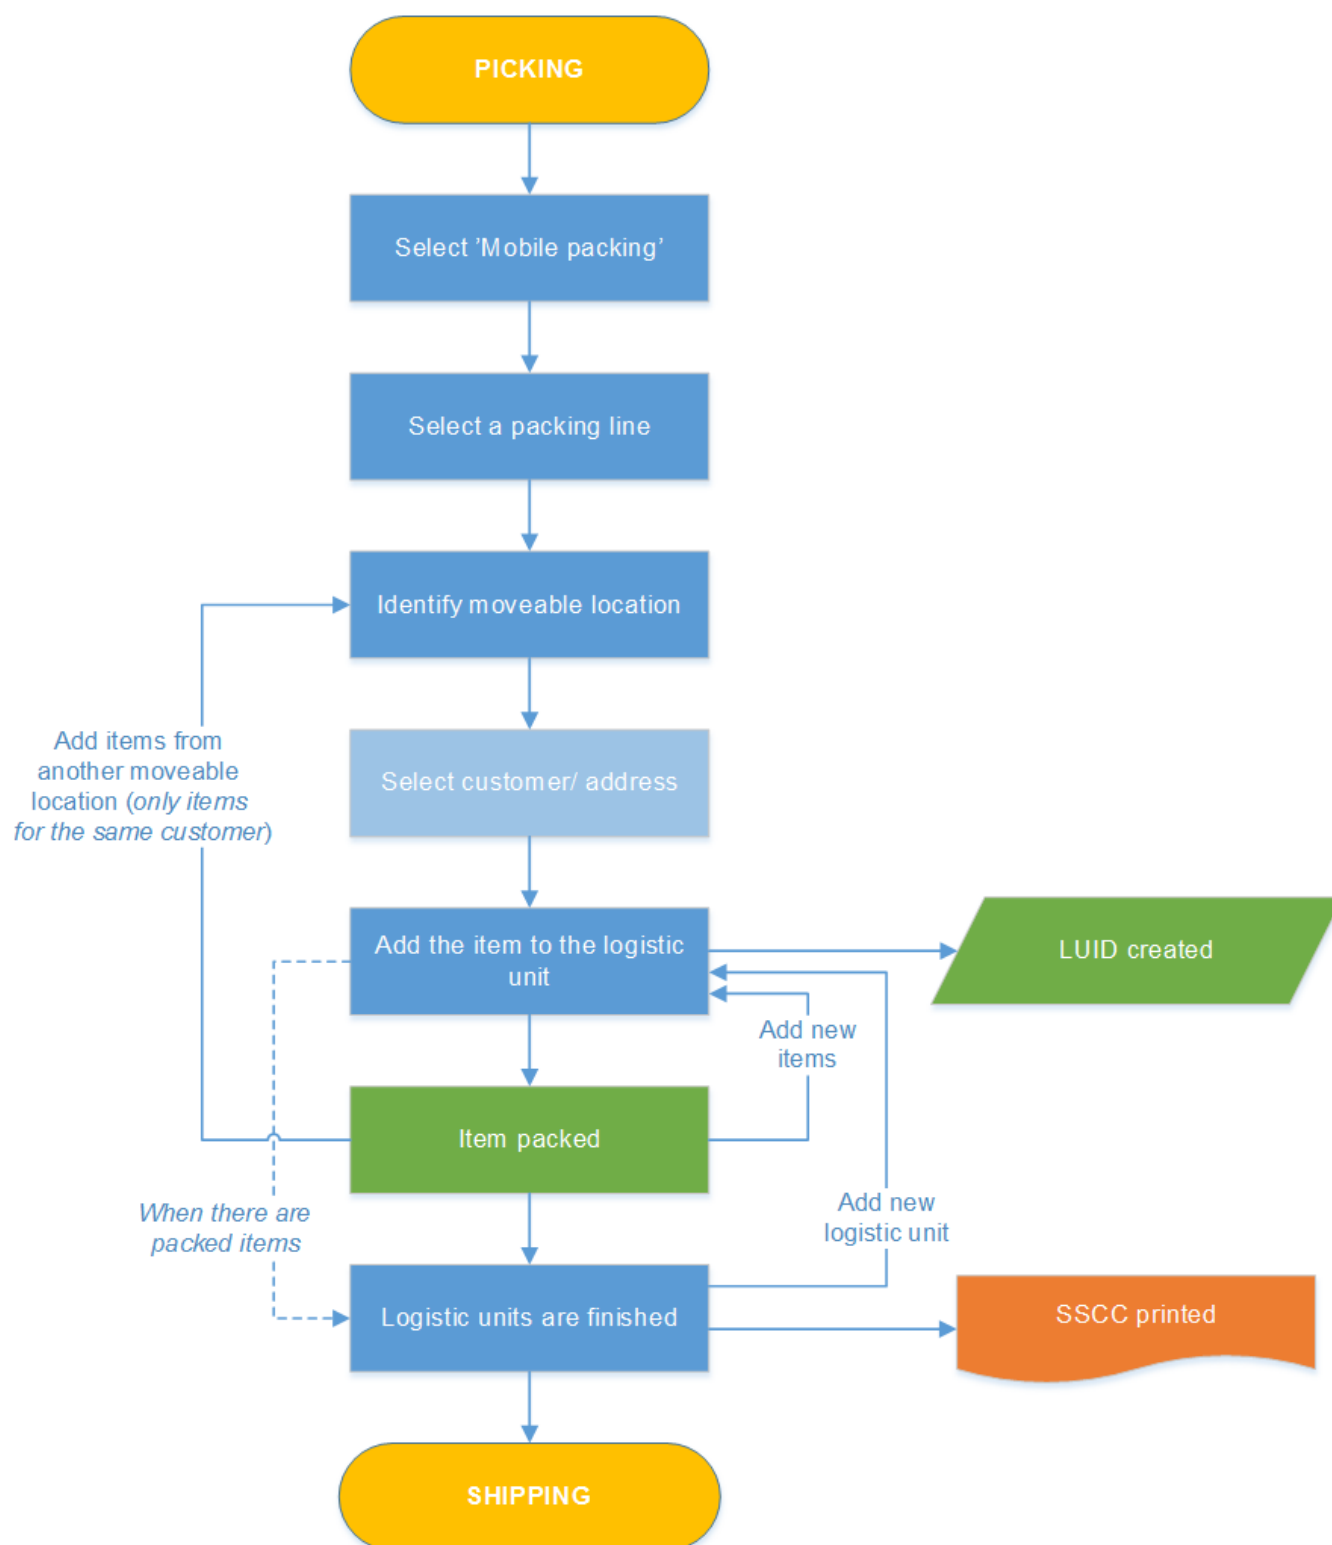 PICKING
Select ’Mobile packing’
Select a packing line
Identify moveable location
Add items from
another moveable
location (only items
for the same customer)
Select customer/ address
Add the item to the logistic
unit
LUID created
Add new
items
Item packed
When there are
packed items
Add new
logistic unit
Logistic units are finished
SSCC printed
SHIPPING